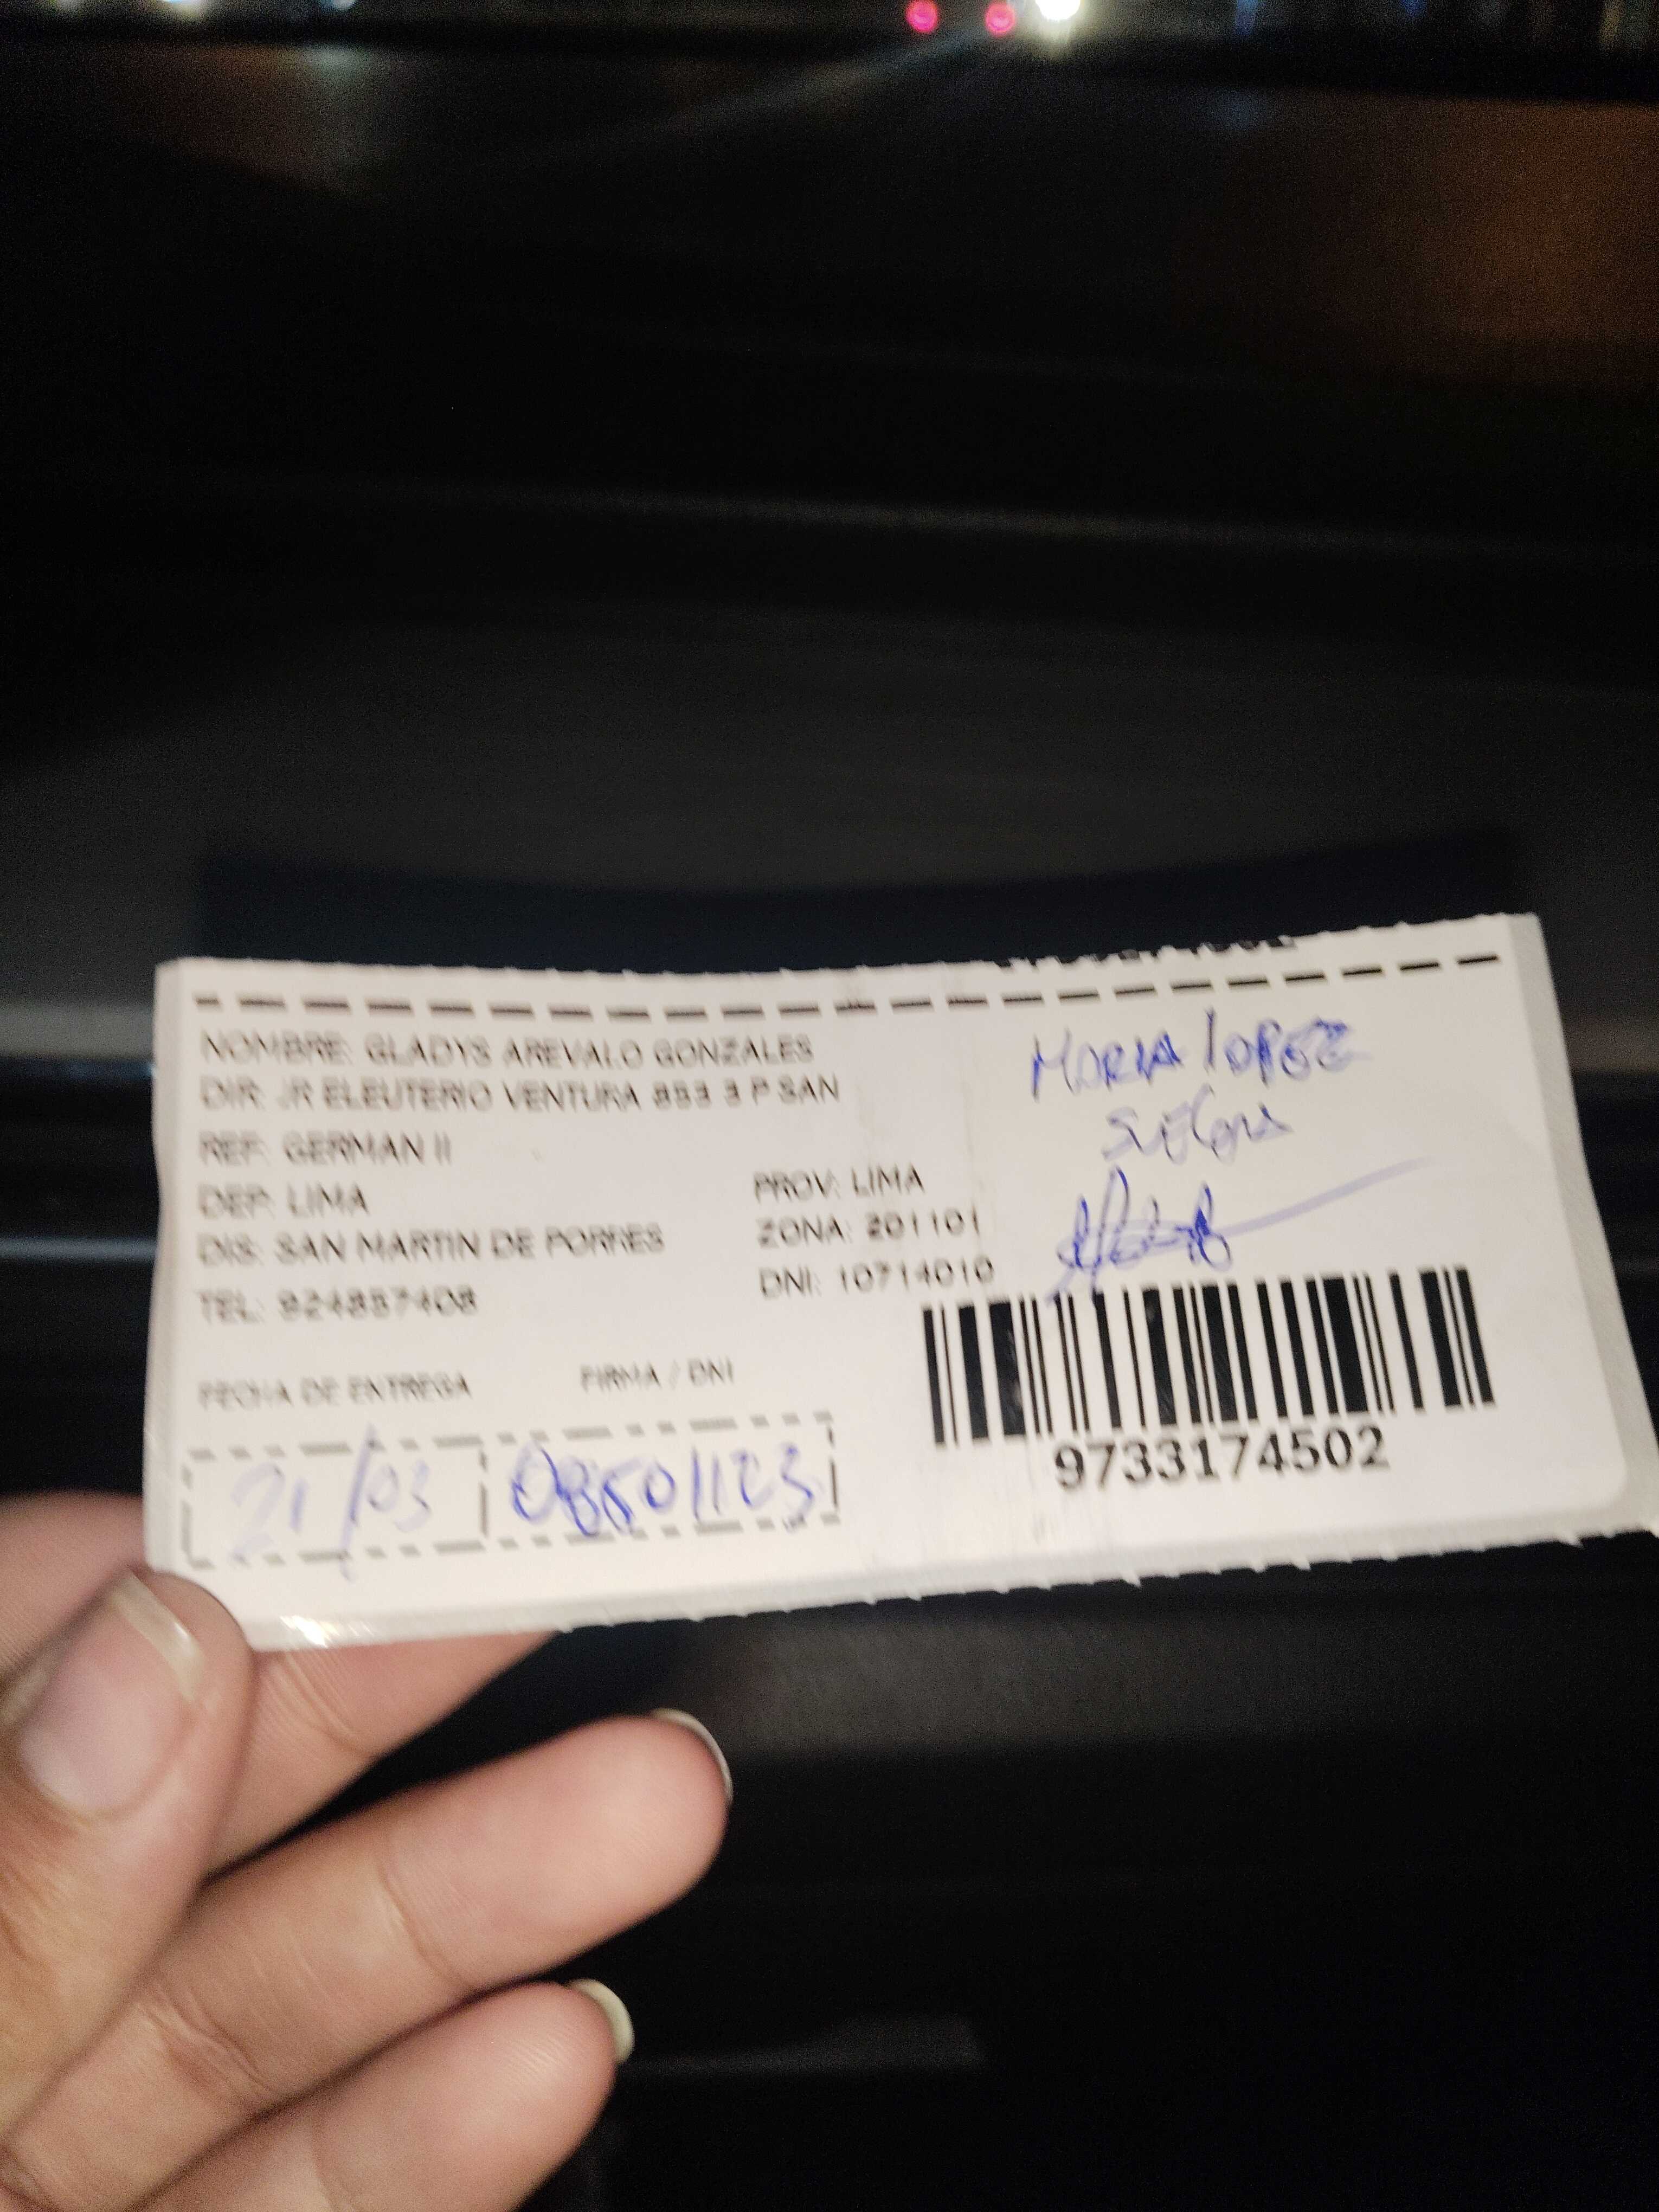 NOMBRE: GLADYS AREVALO GONZALES
DIR: JR ELEUTERIO VENTURA 853 3 P SAN
REF: GERMAN II
DEP: LIMA
PROV: LIMA
DIS: SAN MARTIN DE PORRES
ZONA: 201101
TEL: 924857408
DNI: 10714010
MARIA LOPEZ
SUEGRA
FECHA DE ENTREGA
FIRMA / DNI
21/03
9733174502